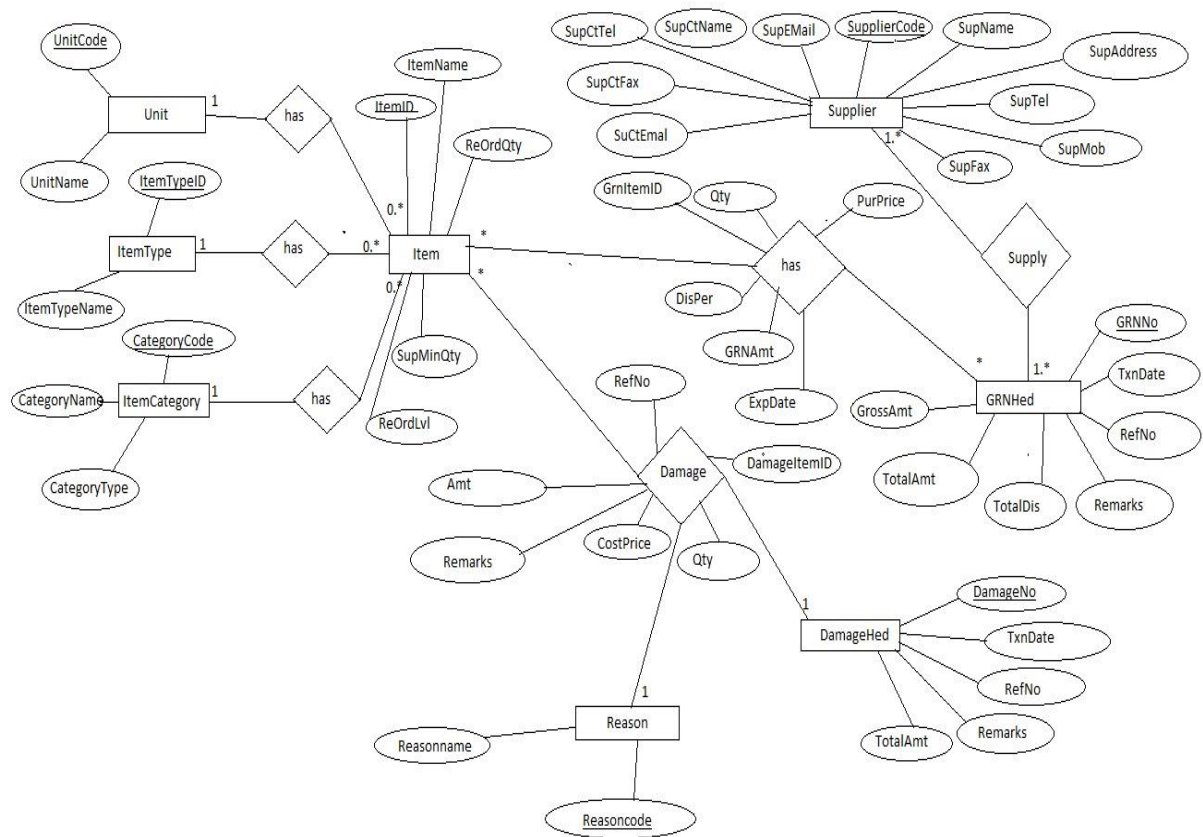 UnitCode
SupCtTel
SupCtName
SupEMail
SupplierCode
SupName
SupAddress
ItemName
ItemID
ReOrdQty
Unit
1
has
UnitName
SupCtFax
Supplier
SupTel
SuCtEmal
1.*
SupMob
SupFax
ItemTypeID
ItemType
1
has
0.*
0.*
Item
*
*
0.*
ItemTypeName
GrnItemID
Qty
PurPrice
has
DisPer
GRNAmt
ExpDate
Supply
CategoryCode
CategoryName
ItemCategory
1
has
CategoryType
SupMinQty
ReOrdLvl
*
1.*
GRNNo
TxnDate
GRNHed
GrossAmt
RefNo
TotalAmt
TotalDis
Remarks
RefNo
Damage
DamageItemID
Amt
CostPrice
Remarks
Qty
1
DamageHed
DamageNo
TxnDate
RefNo
Remarks
TotalAmt
1
Reason
Reasonname
Reasoncode